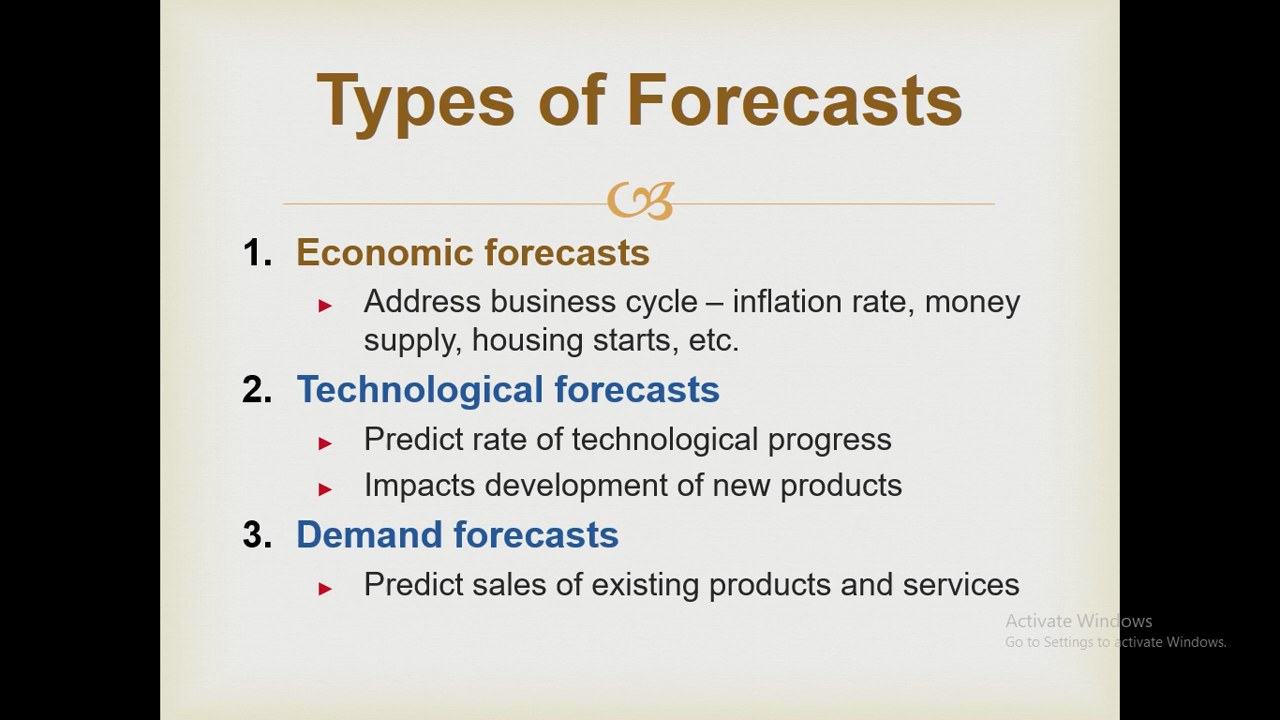 Types of Forecasts
1. Economic forecasts
► Address business cycle – inflation rate, money
supply, housing starts, etc.
2. Technological forecasts
► Predict rate of technological progress
► Impacts development of new products
3. Demand forecasts
► Predict sales of existing products and services
Activate Windows
Go to Settings to activate Windows.